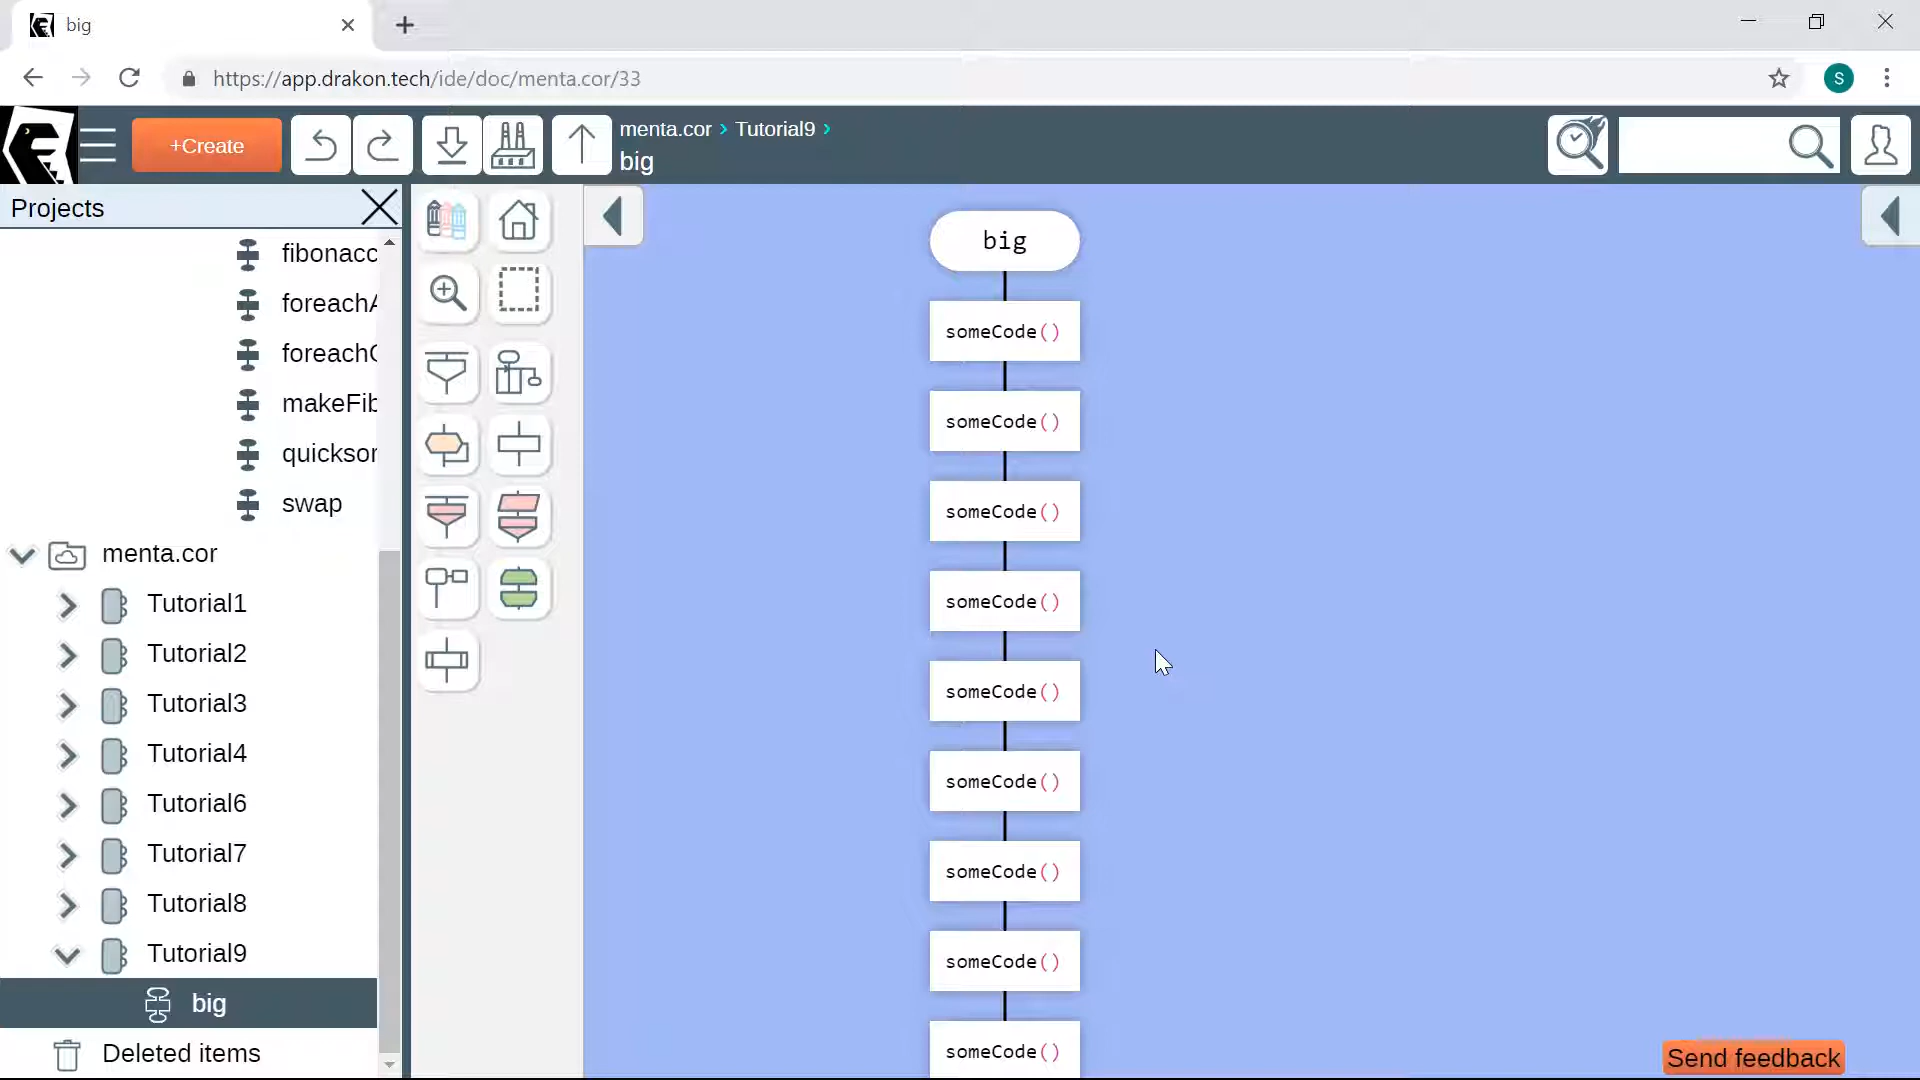 big
https://app.drakon.tech/ide/doc/menta.cor/33
S
+Create
menta.cor › Tutorial9 ›
big
Projects
fibonacc
foreachA
foreach
makeFib
quicksor
swap
menta.cor
Tutorial1
Tutorial2
Tutorial3
Tutorial4
Tutorial6
Tutorial7
Tutorial8
Tutorial9
big
Deleted items
big
someCode()
someCode()
someCode()
someCode()
someCode()
someCode()
someCode()
someCode()
someCode()
Send feedback